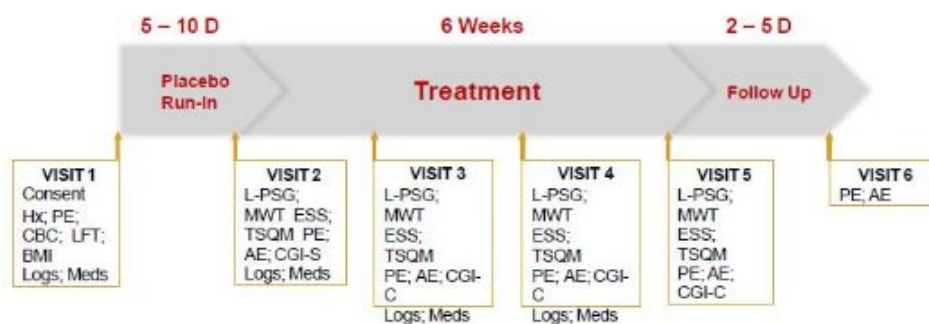 5 – 10 D
6 Weeks
2 – 5 D
Placebo
Run-In
Treatment
Follow Up
VISIT 1
Consent
Hx; PE;
CBC; LFT;
BMI
Logs; Meds
VISIT 2
L-PSG;
MWT ESS;
TSQM PE;
AE; CGI-S
Logs; Meds
VISIT 3
L-PSG;
MWT
ESS;
TSQM
PE; AE; CGI-
C
Logs; Meds
VISIT 4
L-PSG;
MWT
ESS;
TSQM
PE; AE; CGI-
C
Logs; Meds
VISIT 5
L-PSG;
MWT
ESS;
TSQM
PE; AE;
CGI-C
VISIT 6
PE; AE